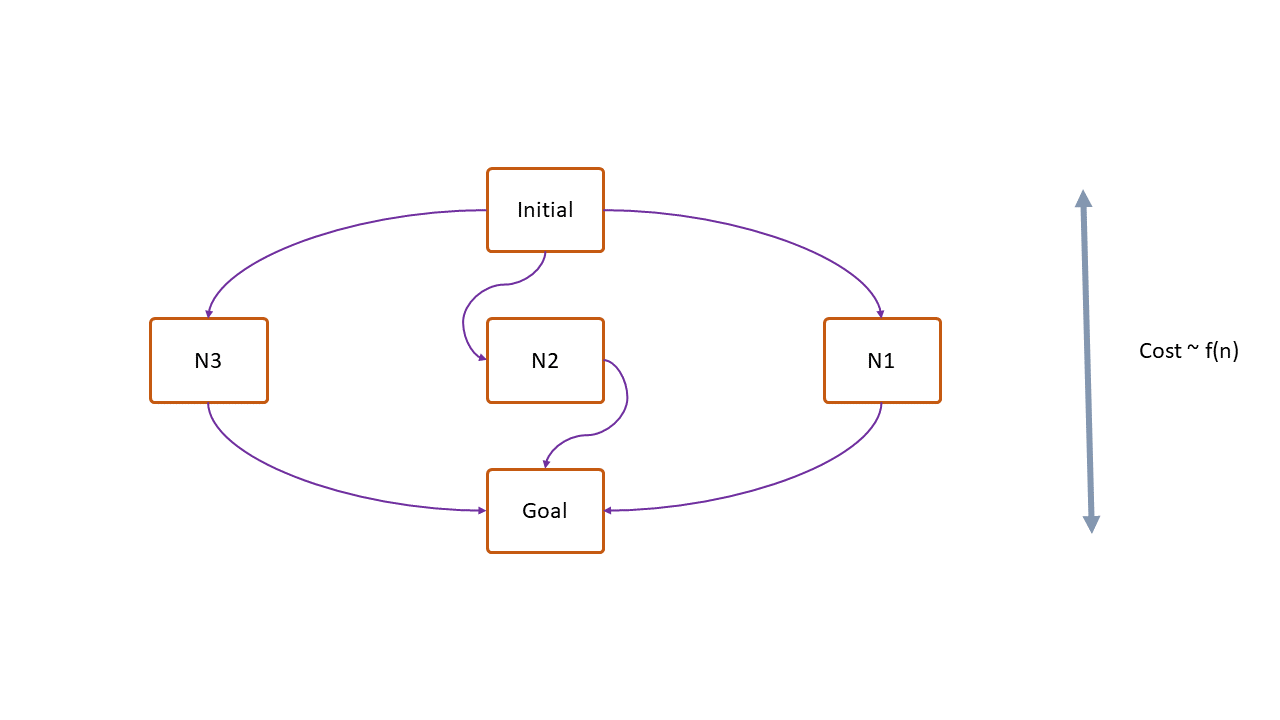 Initial
N3
N2
N1
Cost ~ f(n)
Goal